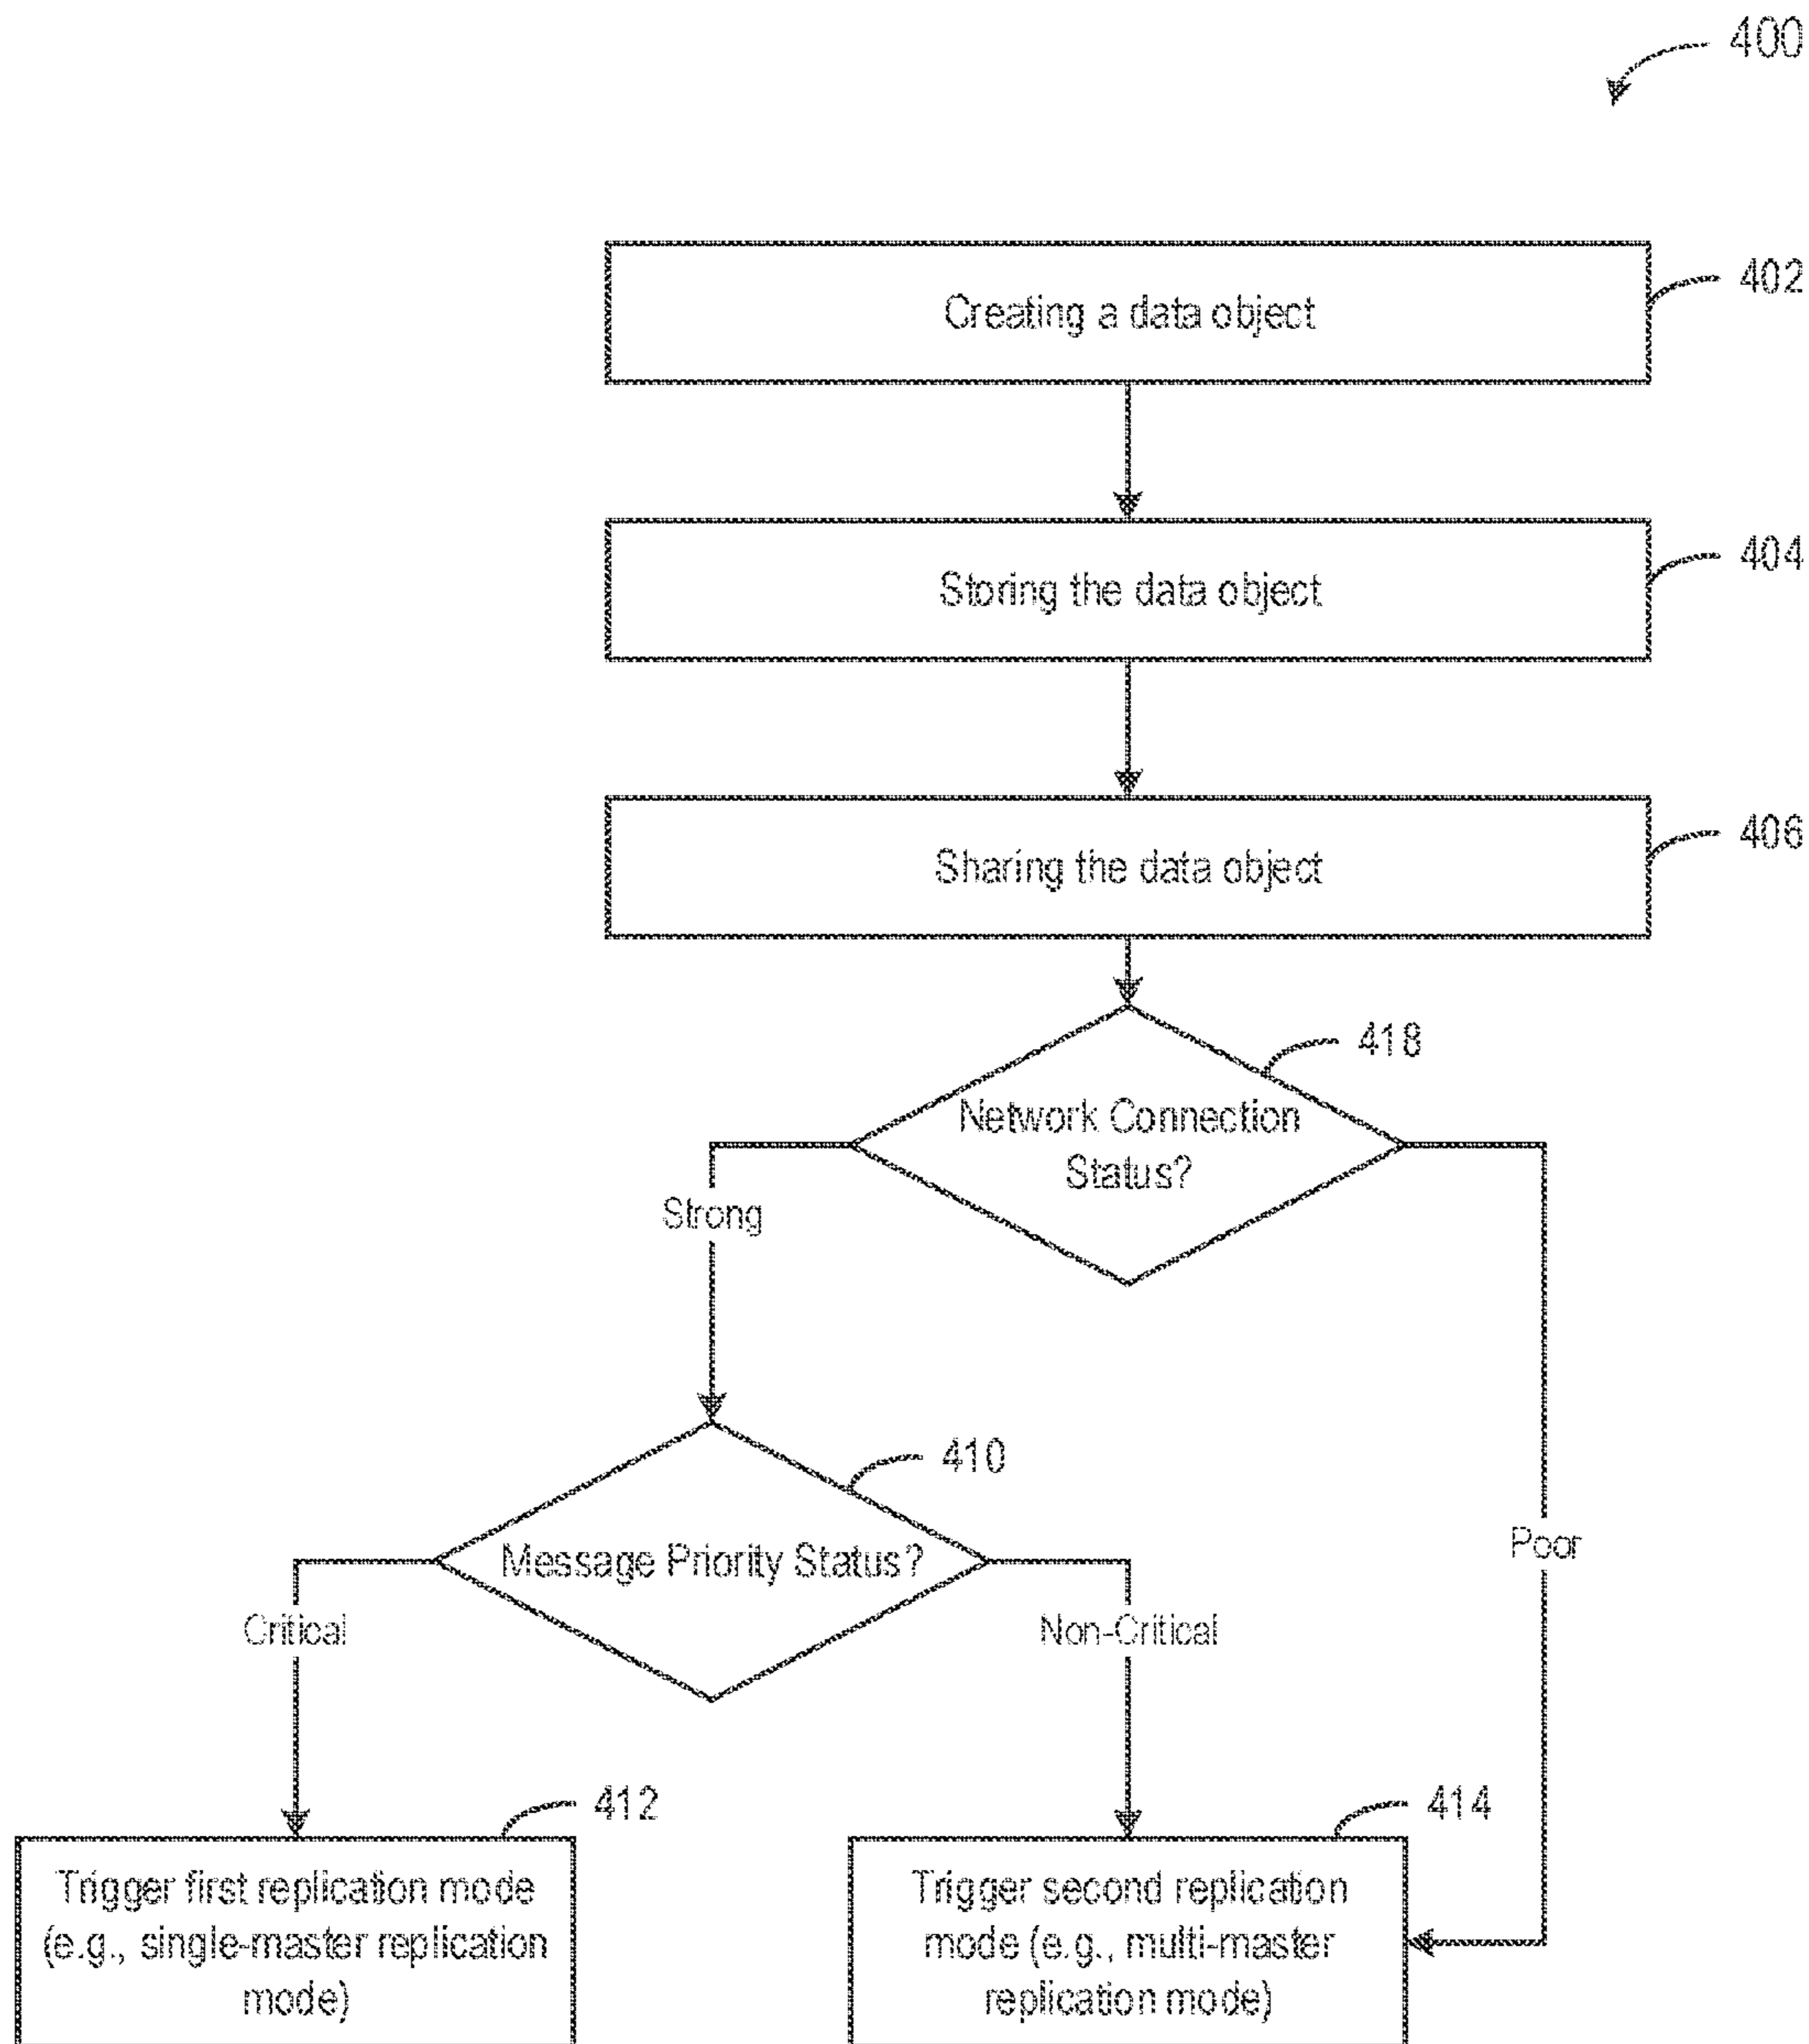 400
Creating a data object
402
Storing the data object
404
Sharing the data object
406
418
Network Connection
Status?
Strong
410
Message Priority Status?
Poor
Critical
Non-Critical
412
414
Trigger first replication mode
(e.g., single-master replication
mode)
Trigger second replication
mode (e.g., multi-master
replication mode)